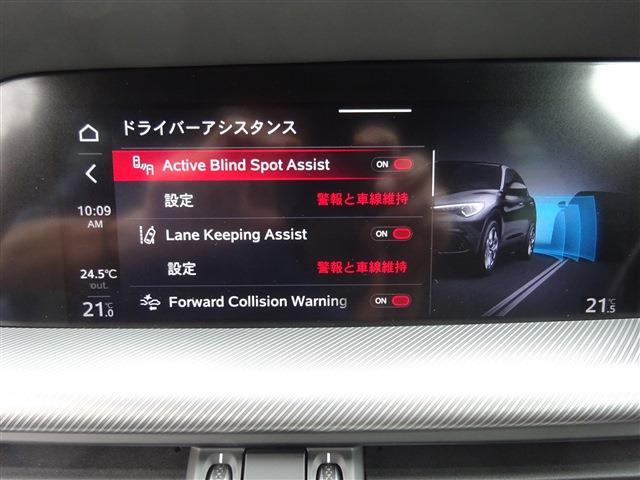 ドライバーアシスタンス
Active Blind Spot Assist ON
設定 警報と車線維持
10:09
AM
Lane Keeping Assist ON
設定 警報と車線維持
24.5°C
out.
Forward Collision Warning ON
21.0°C
21.5°C